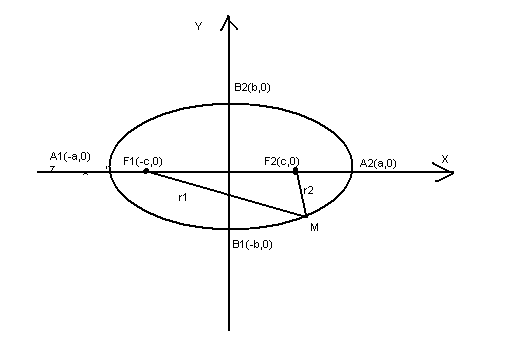 Y
B2(b,0)
A1(-a,0)
F1(-c,0)
F2(c,0)
A2(a,0)
X
r1
r2
M
B1(-b,0)